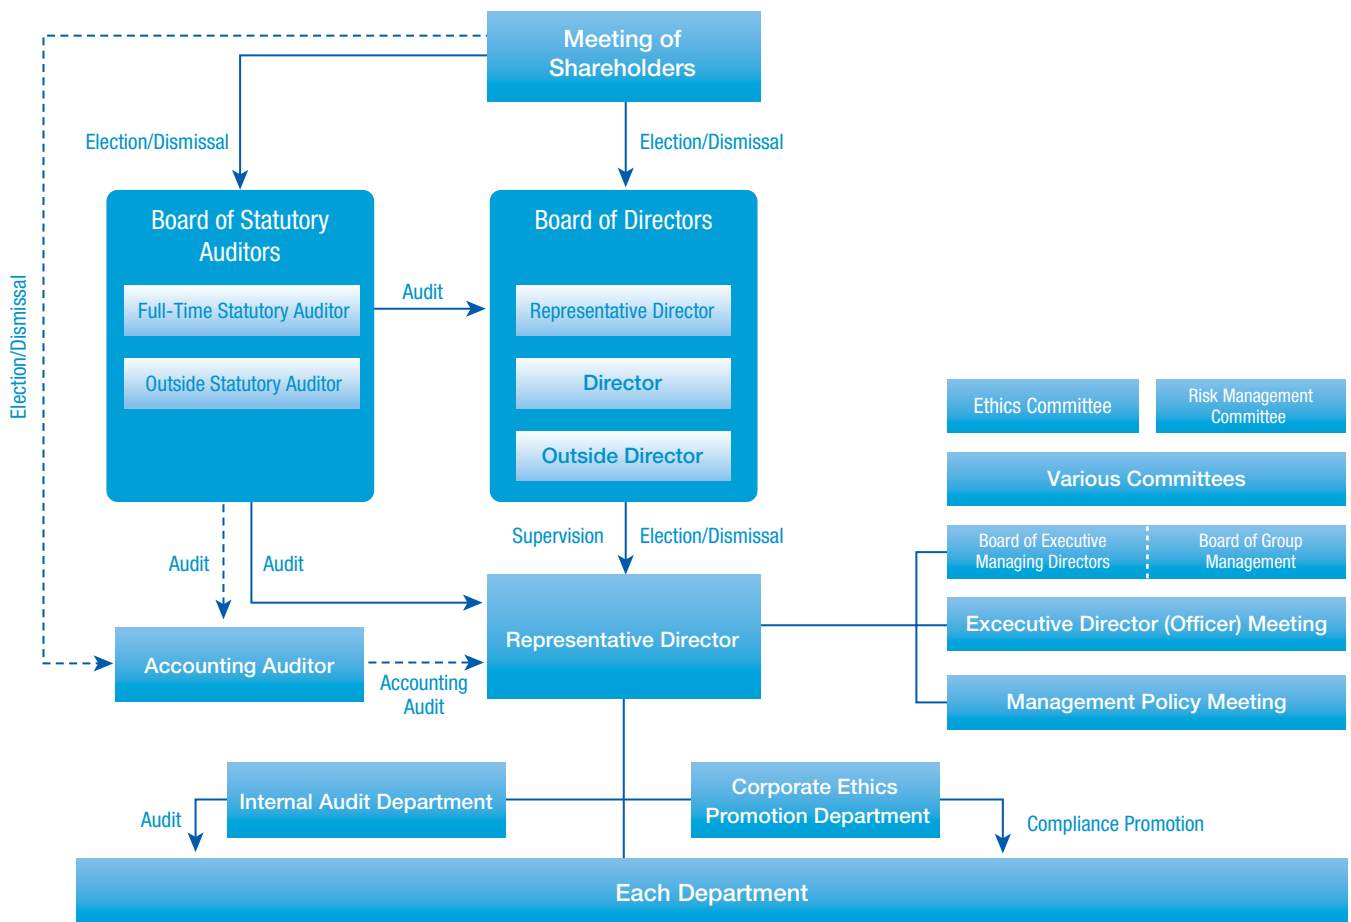 Meeting of
Shareholders
Election/Dismissal
Election/Dismissal
Election/Dismissal
Board of Statutory
Auditors
Full-Time Statutory Auditor
Outside Statutory Auditor
Audit
Board of Directors
Representative Director
Director
Outside Director
Ethics Committee
Risk Management
Committee
Various Committees
Board of Executive
Managing Directors
Board of Group
Management
Excecutive Director (Officer) Meeting
Management Policy Meeting
Supervision
Election/Dismissal
Audit
Audit
Accounting Auditor
Accounting
Audit
Representative Director
Internal Audit Department
Corporate Ethics
Promotion Department
Audit
Compliance Promotion
Each Department